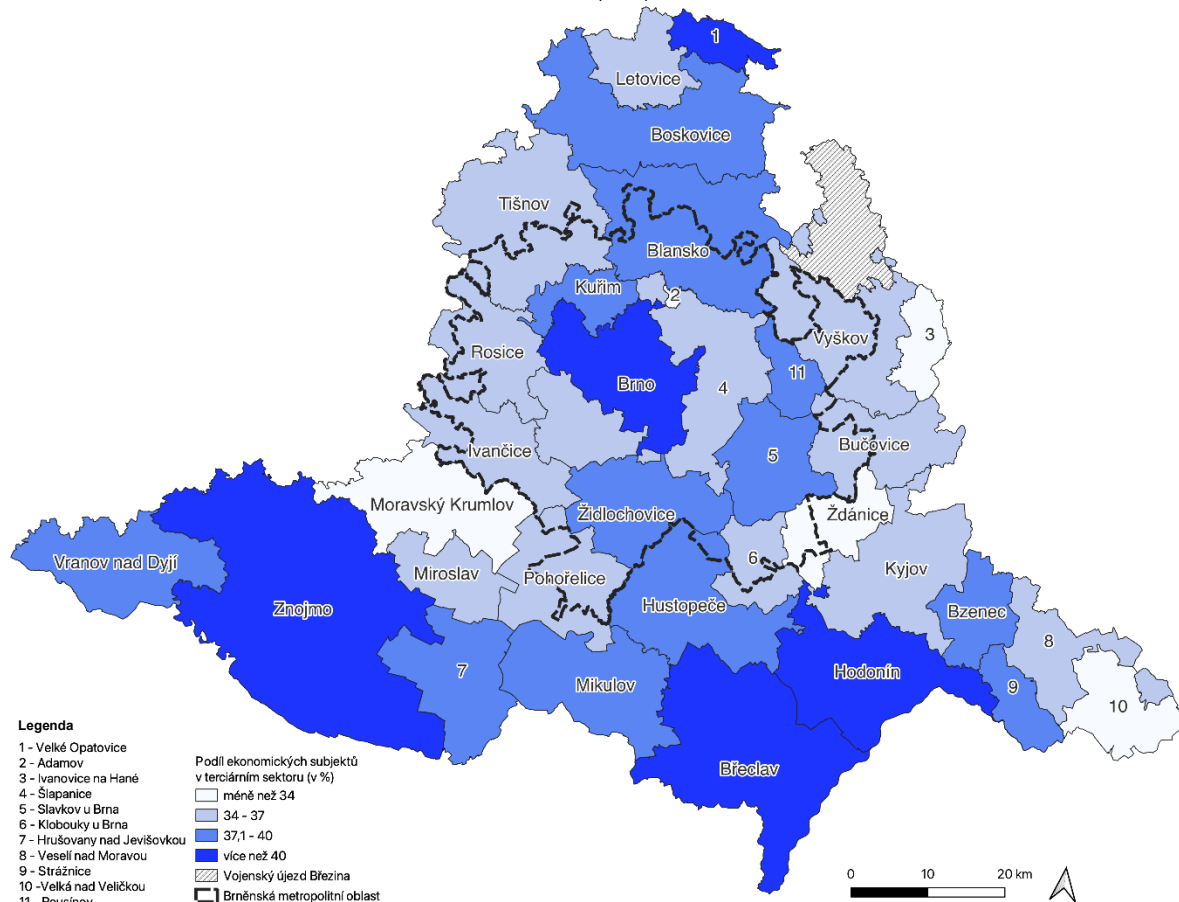 1
Letovice
Boskovice
Tišnov
Blansko
Kuřim
2
Vyškov
3
Rosice
Brno
4
11
Ivančice
5
Bučovice
Moravský Krumlov
Židlochovice
Ždánice
Vranov nad Dyjí
Miroslav
Pohořelice
6
Kyjov
Znojmo
Hustopeče
Bzenec
8
7
Mikulov
Hodonín
9
10
Břeclav
Legenda
1 - Velké Opatovice
2 - Adamov
3 - Ivanovice na Hané
4 - Šlapanice
5 - Slavkov u Brna
6 - Klobouky u Brna
7 - Hrušovany nad Jevišovkou
8 - Veselí nad Moravou
9 - Strážnice
10 -Velká nad Veličkou
11 - Rousínov
Podíl ekonomických subjektů
v terciárním sektoru (v %)
méně než 34
34 - 37
37,1 - 40
více než 40
Vojenský újezd Březina
Brněnská metropolitní oblast
0 10 20 km